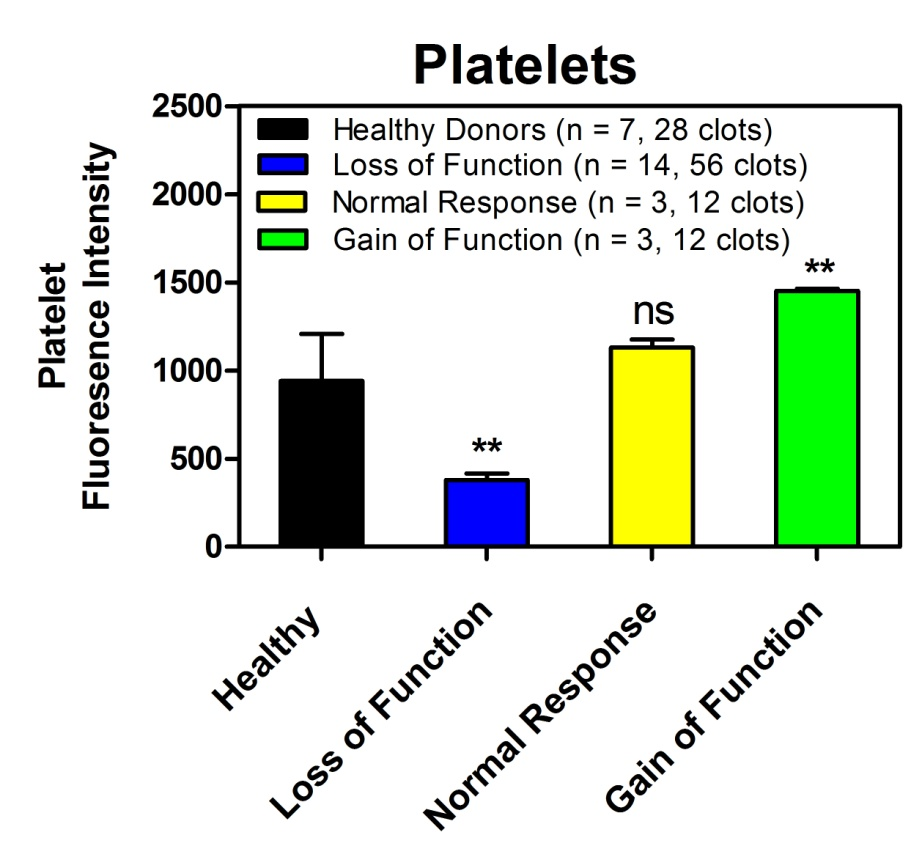 Platelets
Platelet
Fluoresence Intensity
2500
2000
1500
1000
500
0
Healthy Donors (n = 7, 28 clots)
Loss of Function (n = 14, 56 clots)
Normal Response (n = 3, 12 clots)
Gain of Function (n = 3, 12 clots)
**
ns
**
Healthy
Loss of Function
Normal Response
Gain of Function